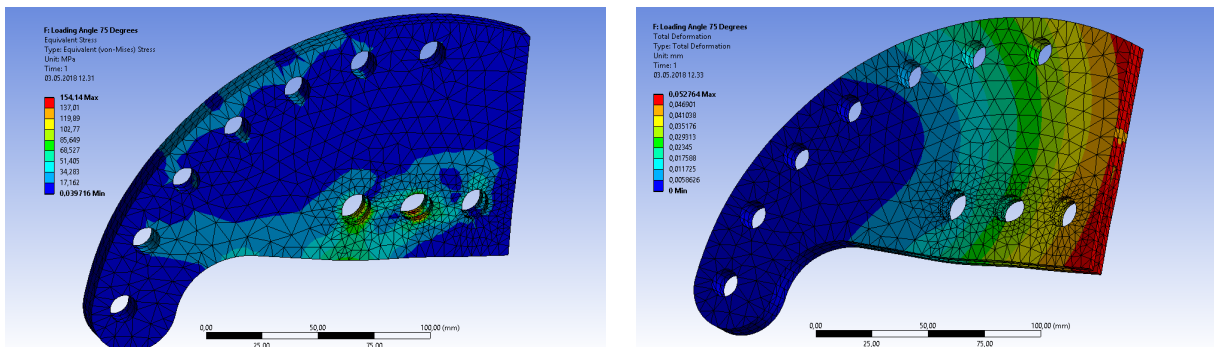 F: Loading Angle 75 Degrees
Equivalent Stress
Type: Equivalent (von-Mises) Stress
Unit: MPa
Time: 1
03.05.2018 12.31
154,14 Max
137,01
119,89
102,77
85,649
68,527
51,405
34,283
17,162
0,039716 Min
0,00
50,00
100,00 (mm)
25,00
75,00
F: Loading Angle 75 Degrees
Total Deformation
Type: Total Deformation
Unit: mm
Time: 1
03.05.2018 12.33
0,052764 Max
0,046901
0,041038
0,035176
0,029313
0,02345
0,017588
0,011725
0,0058626
0 Min
0,00
50,00
100,00 (mm)
25,00
75,00